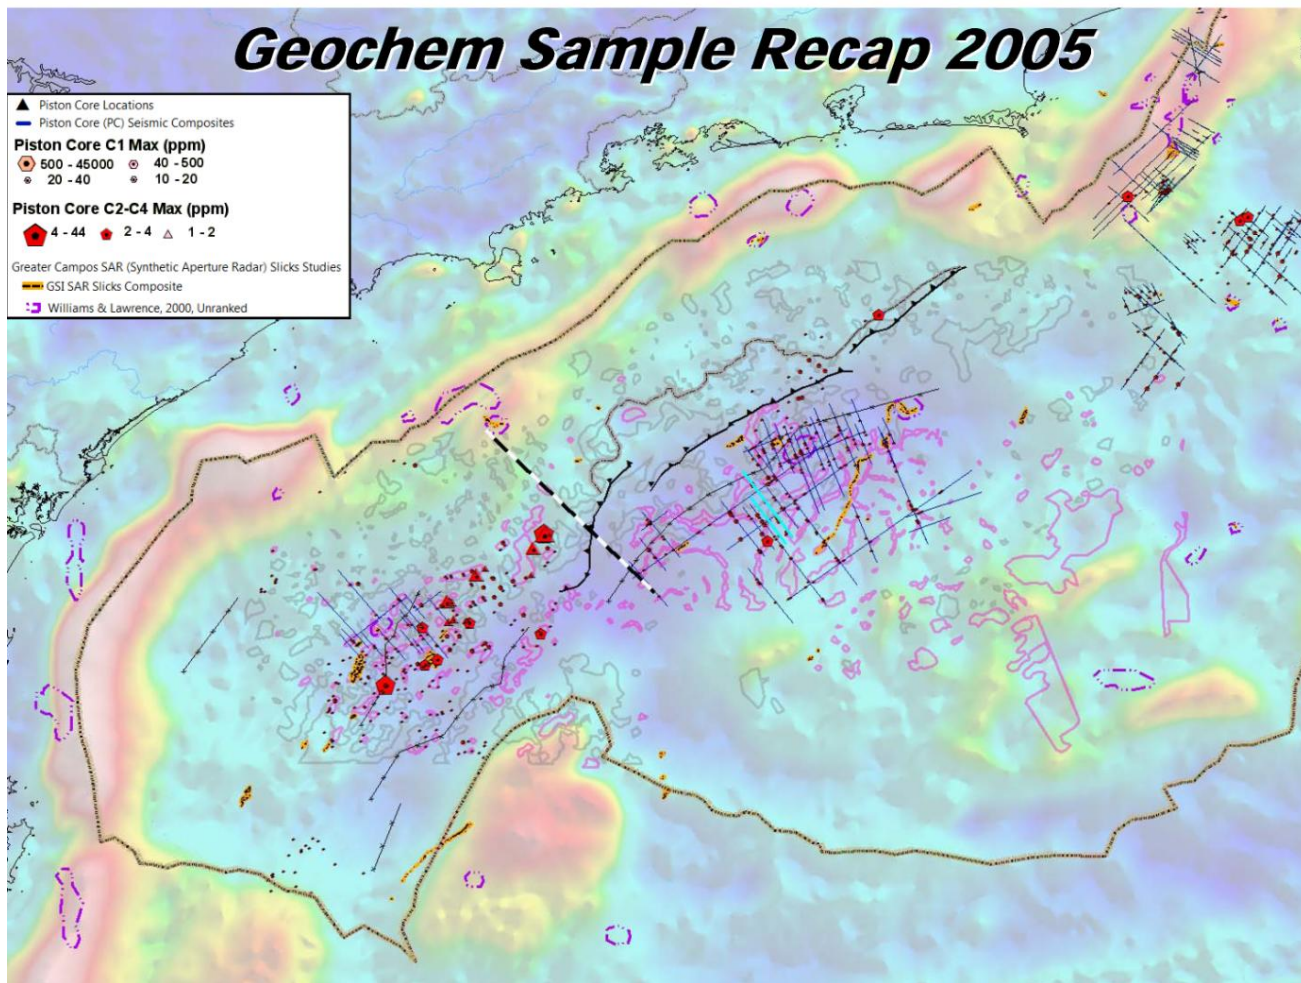 Geochem Sample Recap 2005
Piston Core Locations
Piston Core (PC) Seismic Composites
Piston Core C1 Max (ppm)
500 - 45000 40 - 500
20 - 40 10 - 20
Piston Core C2-C4 Max (ppm)
4 - 44 2 - 4 1 - 2
Greater Campos SAR (Synthetic Aperture Radar) Slicks Studies
GSI SAR Slicks Composite
Williams & Lawrence, 2000, Unranked